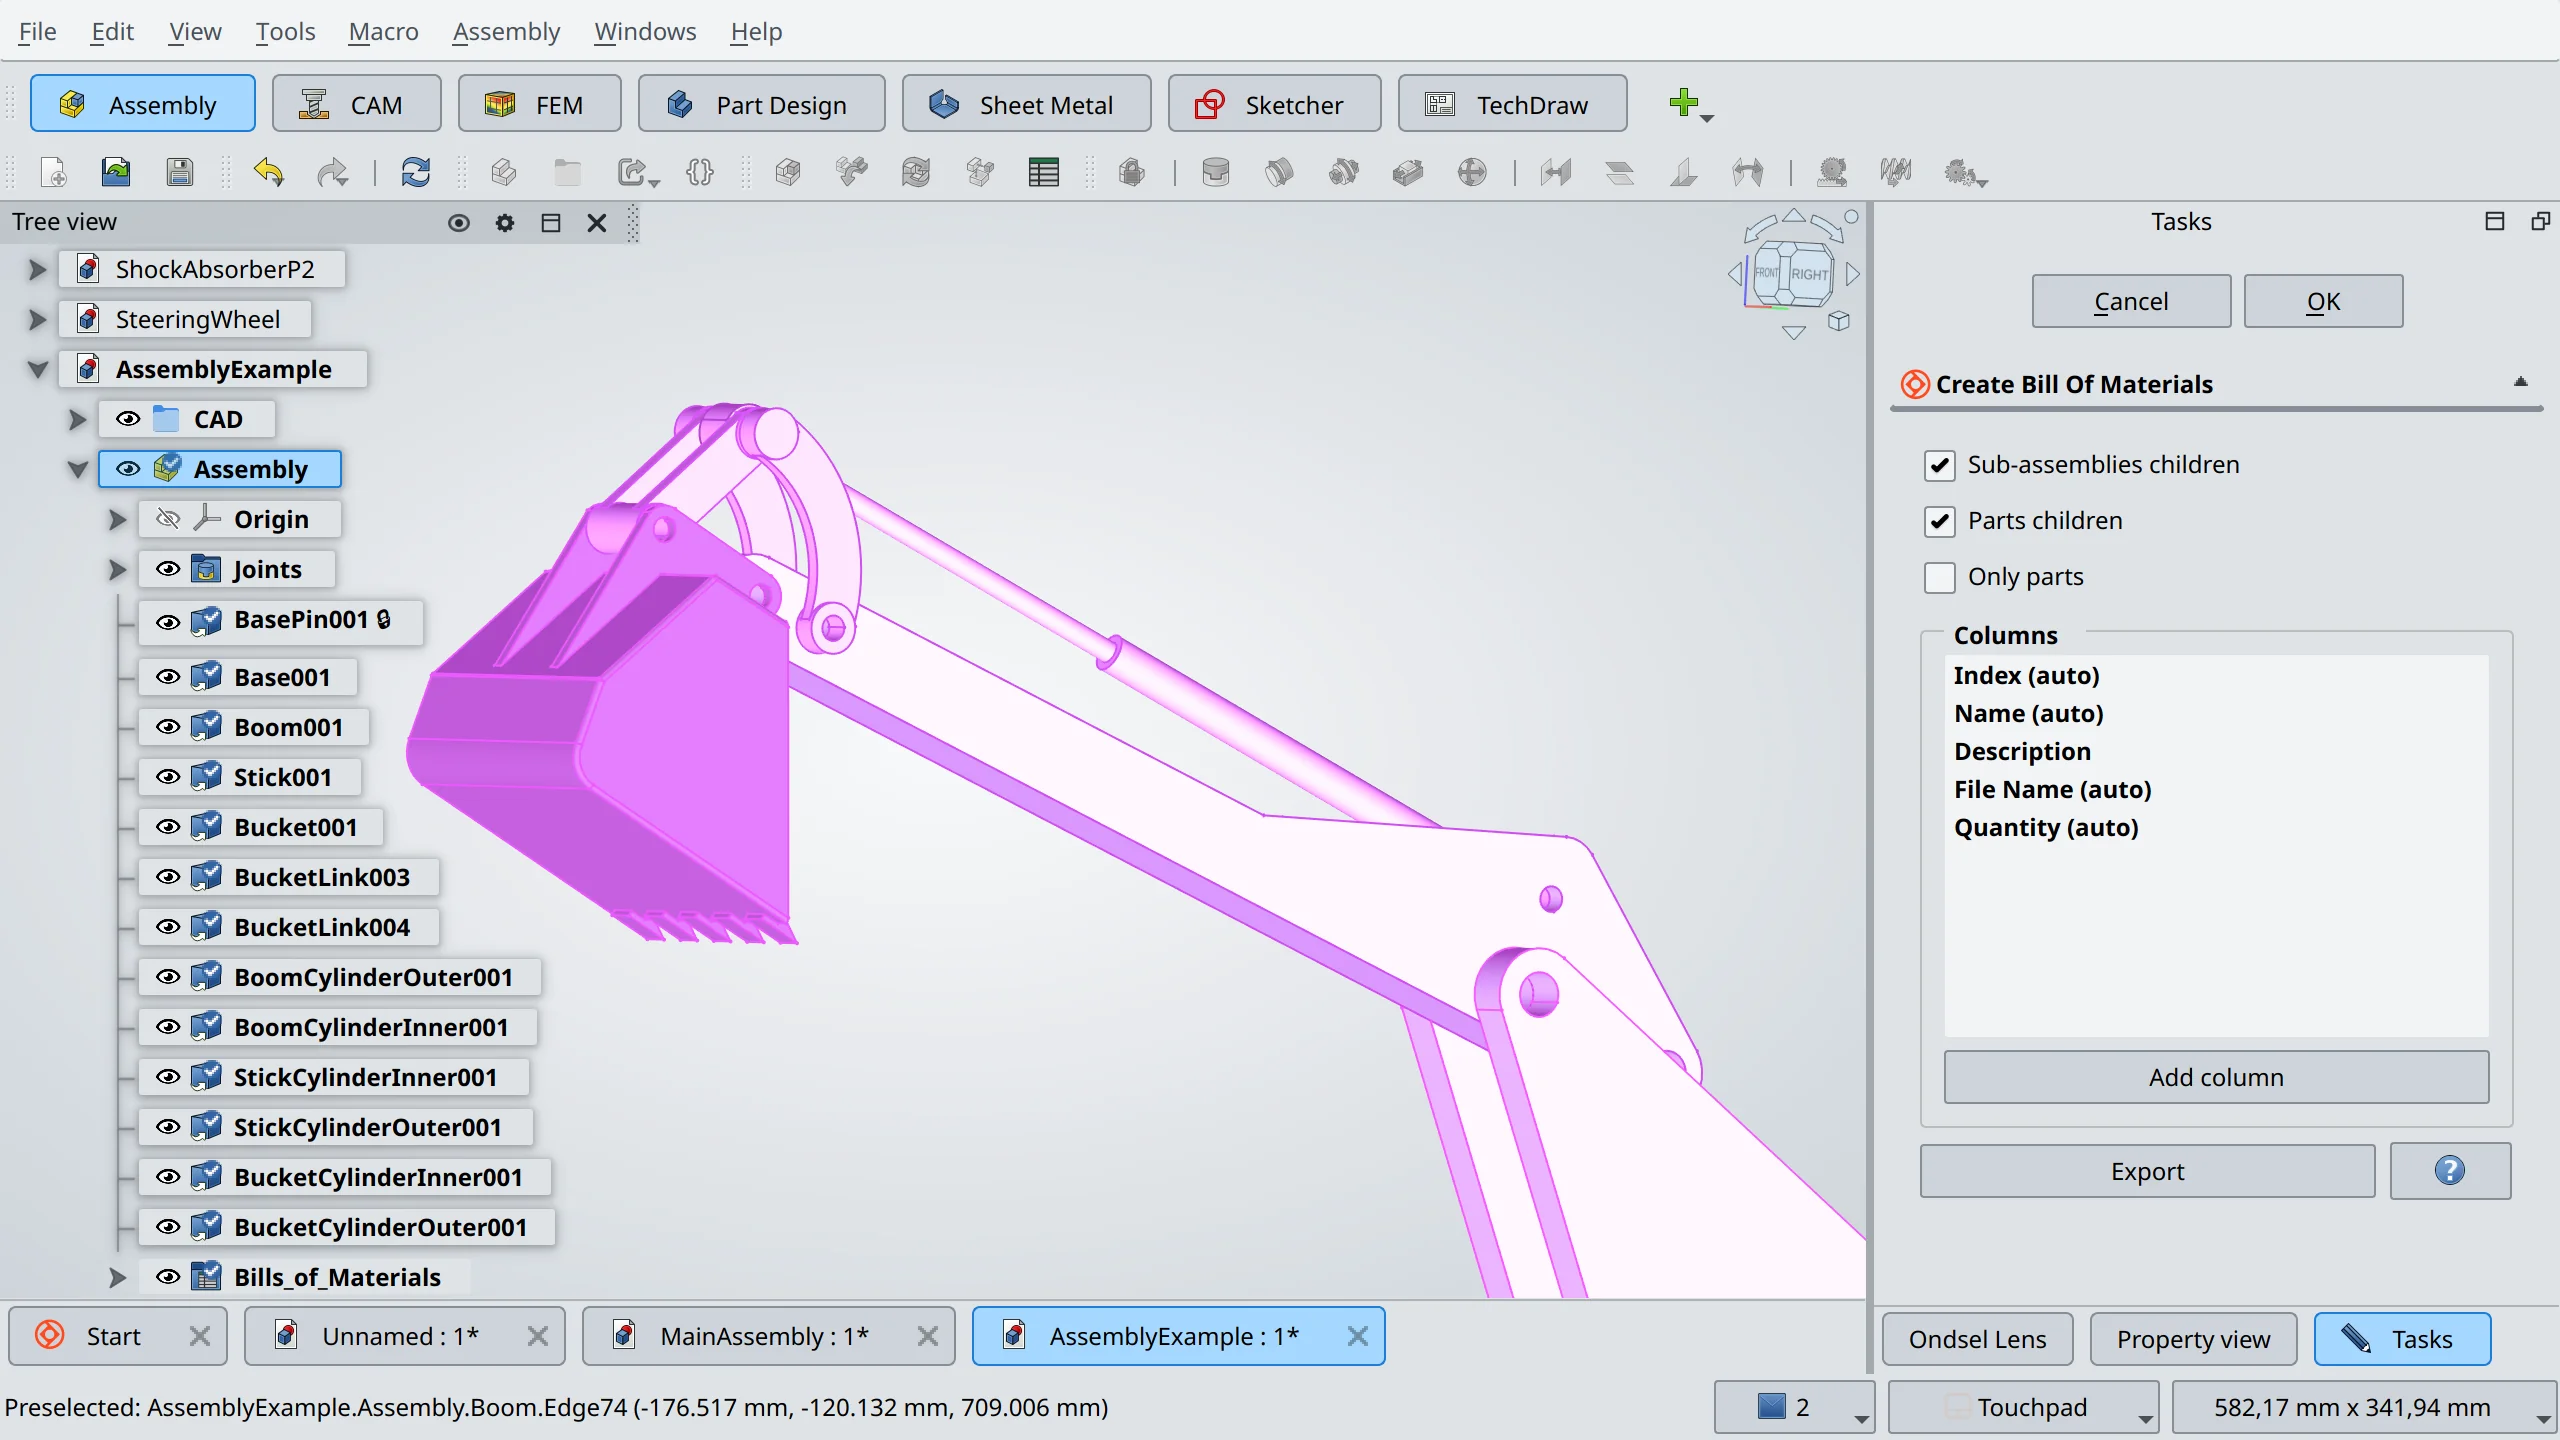 File Edit View Tools Macro Assembly Windows Help
Assembly CAM FEM Part Design Sheet Metal Sketcher TechDraw
Tree view
ShockAbsorberP2
SteeringWheel
AssemblyExample
CAD
Assembly
Origin
Joints
BasePin001
Base001
Boom001
Stick001
Bucket001
BucketLink003
BucketLink004
BoomCylinderOuter001
BoomCylinderInner001
StickCylinderInner001
StickCylinderOuter001
BucketCylinderInner001
BucketCylinderOuter001
Bills_of_Materials
FRONT RIGHT
Tasks
Cancel OK
Create Bill Of Materials
Sub-assemblies children
Parts children
Only parts
Columns
Index (auto)
Name (auto)
Description
File Name (auto)
Quantity (auto)
Add column
Export ?
Start Unnamed : 1* MainAssembly : 1* AssemblyExample : 1*
Ondsel Lens Property view Tasks
Preselected: AssemblyExample.Assembly.Boom.Edge74 (-176.517 mm, -120.132 mm, 709.006 mm)
2 Touchpad 582,17 mm x 341,94 mm